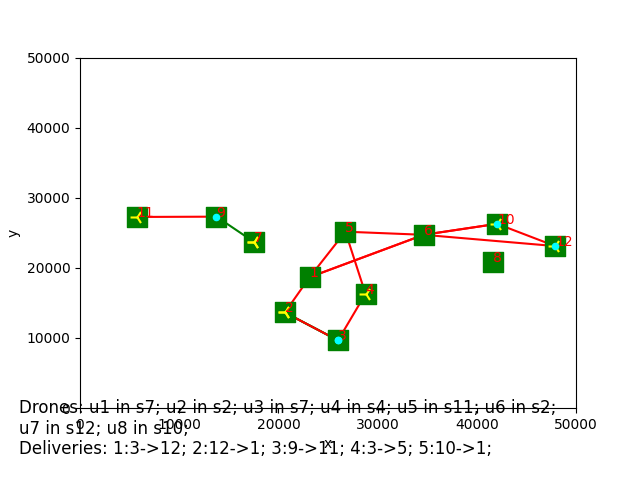 50000
40000
30000
20000
10000
0
y
0 10000 20000 30000 40000 50000
x
1
Drones: u1 in s7; u2 in s2; u3 in s7; u4 in s4; u5 in s11; u6 in s2;
u7 in s12; u8 in s10;
Deliveries: 1:3->12; 2:12->1; 3:9->11; 4:3->5; 5:10->1;